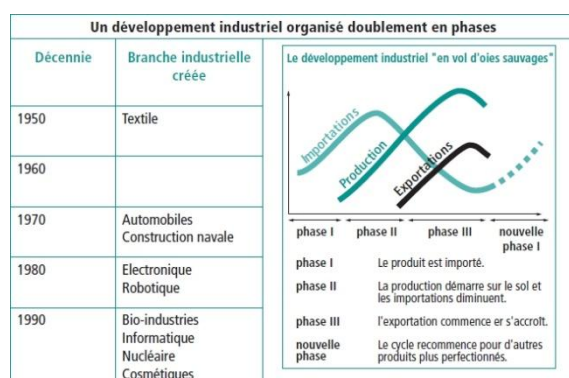 Un développement industriel organisé doublement en phases
Décennie
Branche industrielle
créée
1950
Textile
1960
1970
Automobiles
Construction navale
1980
Electronique
Robotique
1990
Bio-industries
Informatique
Nucléaire
Cosmétiques
Le développement industriel "en vol d'oies sauvages"
Importations
Production
Exportations
phase I
phase II
phase III
nouvelle
phase I
phase I
Le produit est importé.
phase II
La production démarre sur le sol et
les importations diminuent.
phase III
l'exportation commence er s'accroît.
nouvelle
phase
Le cycle recommence pour d'autres
produits plus perfectionnés.